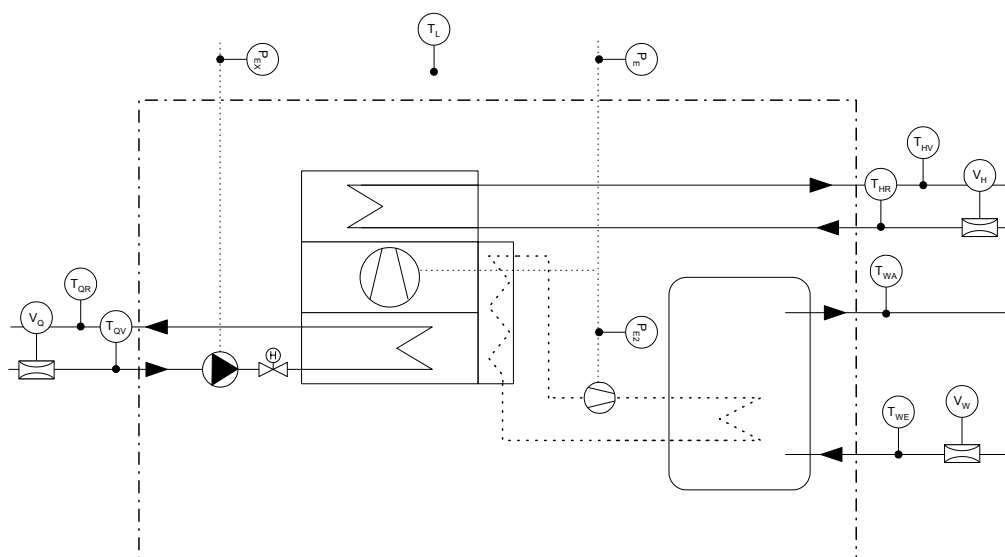 T_L
P_EX
P_E
T_HV
V_H
T_HR
T_QR
T_WA
V_Q
T_QV
P_E2
H
V_W
T_WE